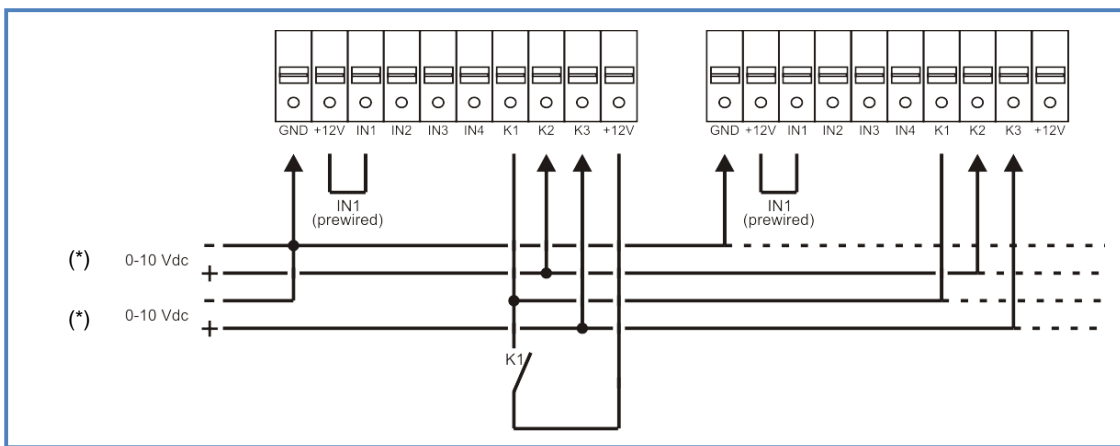 GND +12V IN1 IN2 IN3 IN4 K1 K2 K3 +12V
GND +12V IN1 IN2 IN3 IN4 K1 K2 K3 +12V
IN1
(prewired)
IN1
(prewired)
(*) 0-10 Vdc - +
(*) 0-10 Vdc - +
K1